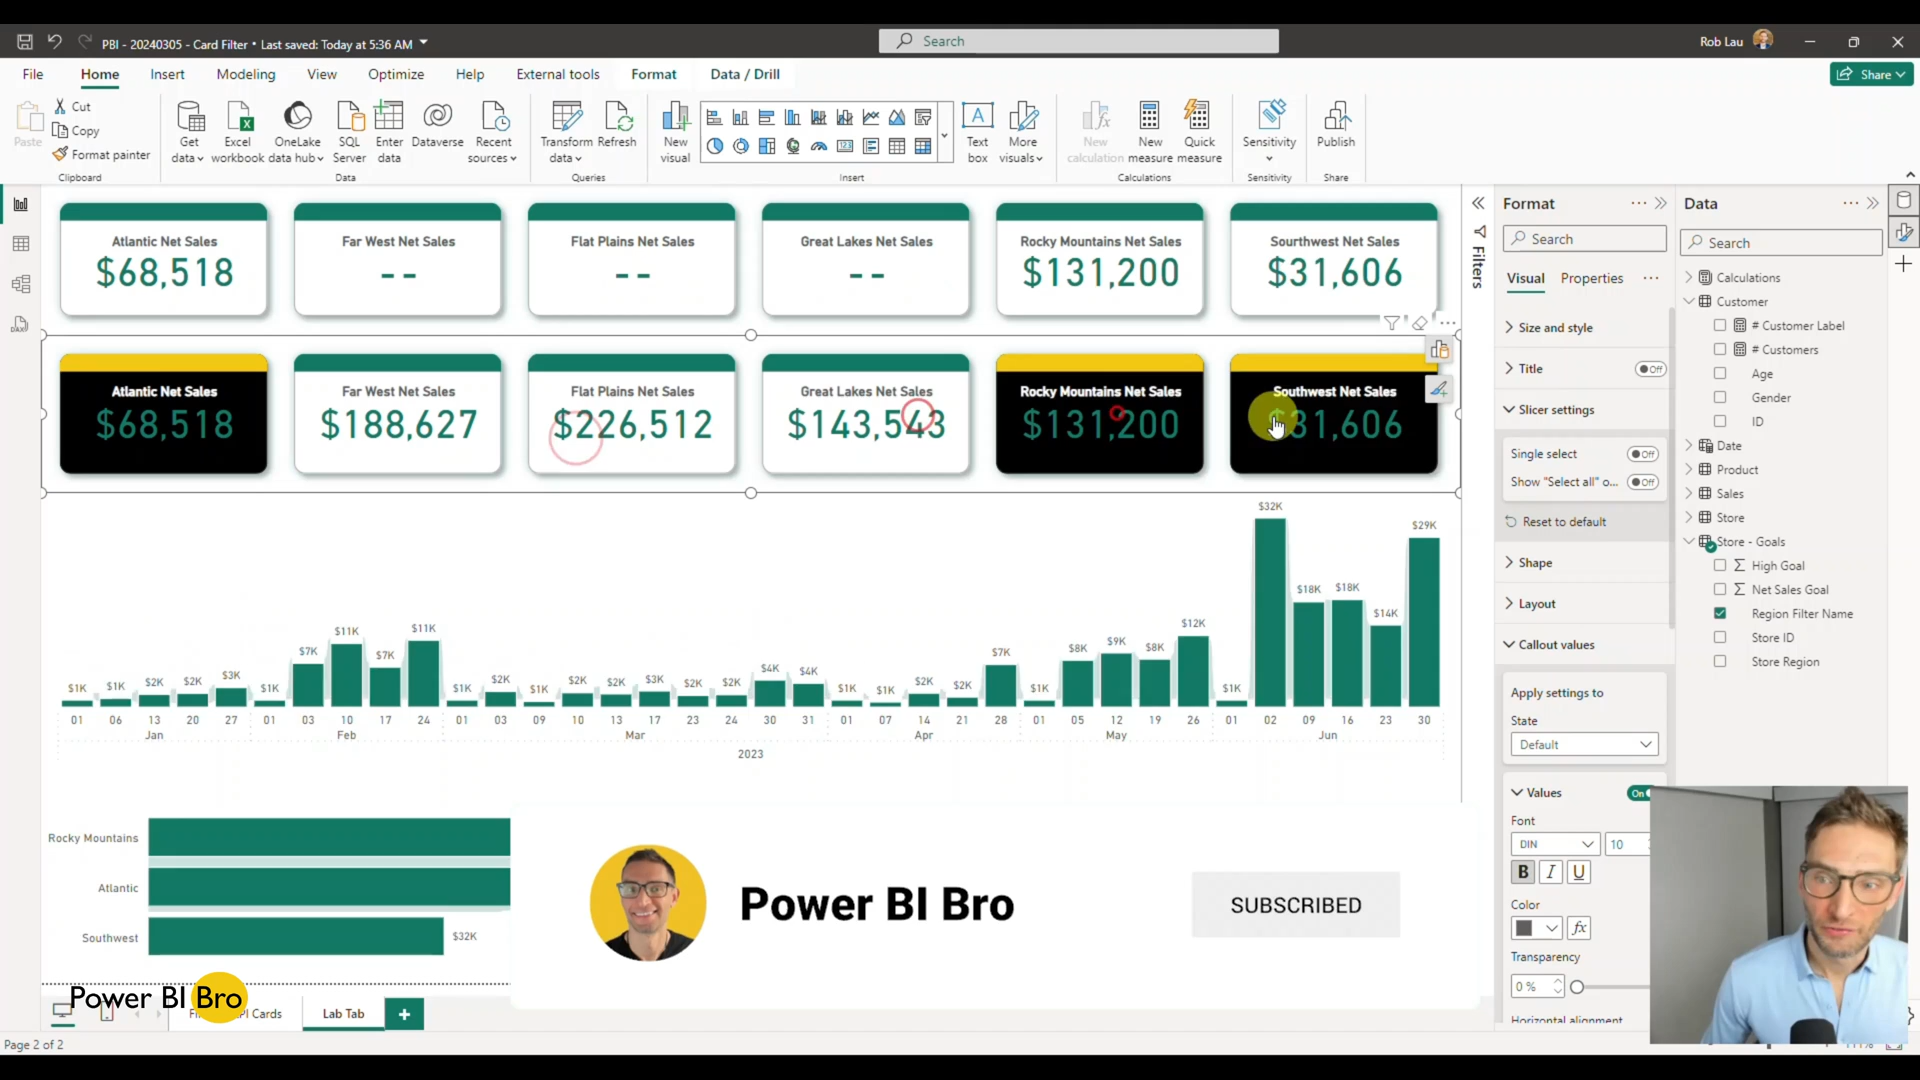 PBI - 20240305 - Card Filter • Last saved: Today at 5:36 AM
Search
Rob Lau
File
Home
Insert
Modeling
View
Optimize
Help
External tools
Format
Data / Drill
Share
Paste
Cut
Copy
Format painter
Clipboard
Get data
Excel workbook
OneLake data hub
SQL Server
Enter data
Dataverse
Recent sources
Data
Transform data
Refresh
Queries
New visual
Text box
More visuals
Insert
New calculation
New measure
Quick measure
Calculations
Sensitivity
Sensitivity
Publish
Share
Atlantic Net Sales
$68,518
Far West Net Sales
--
Flat Plains Net Sales
--
Great Lakes Net Sales
--
Rocky Mountains Net Sales
$131,200
Sourthwest Net Sales
$31,606
Atlantic Net Sales
$68,518
Far West Net Sales
$188,627
Flat Plains Net Sales
$226,512
Great Lakes Net Sales
$143,543
Rocky Mountains Net Sales
$131,200
Southwest Net Sales
$31,606
$1K $1K $2K $2K $3K $1K $7K $11K $7K $11K $1K $2K $1K $2K $2K $3K $2K $2K $4K $4K $1K $1K $2K $2K $7K $1K $8K $9K $8K $12K $1K $32K $18K $18K $14K $29K
01 06 13 20 27 01 03 10 17 24 01 03 09 10 13 17 23 24 30 31 01 07 14 21 28 01 05 12 19 26 01 02 09 16 23 30
Jan Feb Mar Apr May Jun
2023
Rocky Mountains
Atlantic
Southwest
$32K
Power BI Bro
SUBSCRIBED
Power BI Bro
PI Cards
Lab Tab
Page 2 of 2
Filters
Format
Search
Visual
Properties
Size and style
Title
Off
Slicer settings
Single select
Off
Show "Select all" o...
Off
Reset to default
Shape
Layout
Callout values
Apply settings to
State
Default
Values
On
Font
DIN
10
B I U
Color
fx
Transparency
0 %
Horizontal alignment
Data
Search
Calculations
Customer
# Customer Label
# Customers
Age
Gender
ID
Date
Product
Sales
Store
Store - Goals
High Goal
Net Sales Goal
Region Filter Name
Store ID
Store Region